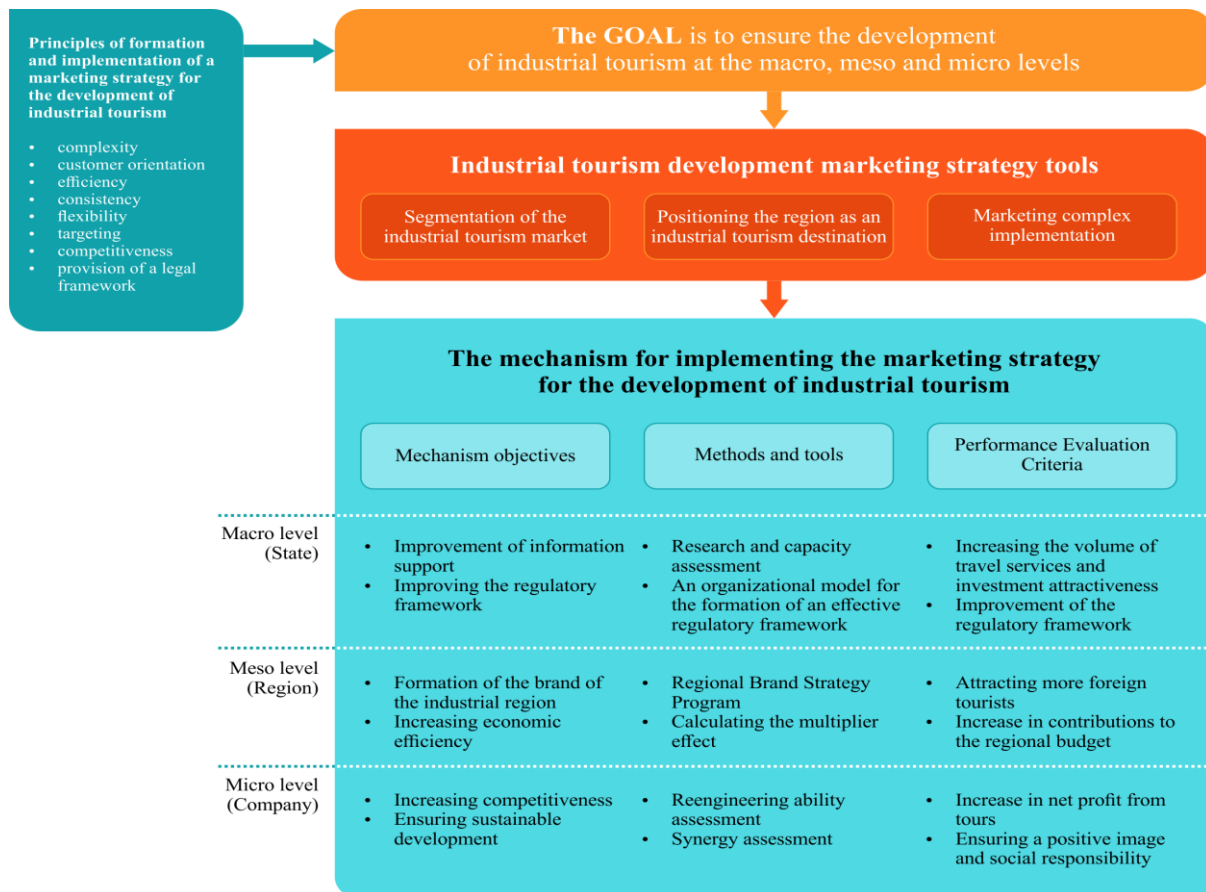 Principles of formation
and implementation of a
marketing strategy for
the development of
industrial tourism
• complexity
• customer orientation
• efficiency
• consistency
• flexibility
• targeting
• competitiveness
• provision of a legal
framework
The GOAL is to ensure the development
of industrial tourism at the macro, meso and micro levels
Industrial tourism development marketing strategy tools
Segmentation of the
industrial tourism market
Positioning the region as an
industrial tourism destination
Marketing complex
implementation
The mechanism for implementing the marketing strategy
for the development of industrial tourism
Mechanism objectives
Methods and tools
Performance Evaluation
Criteria
Macro level
(State)
• Improvement of information
support
• Improving the regulatory
framework
• Research and capacity
assessment
• An organizational model for
the formation of an effective
regulatory framework
• Increasing the volume of
travel services and
investment attractiveness
• Improvement of the
regulatory framework
Meso level
(Region)
• Formation of the brand of
the industrial region
• Increasing economic
efficiency
• Regional Brand Strategy
Program
• Calculating the multiplier
effect
• Attracting more foreign
tourists
• Increase in contributions to
the regional budget
Micro level
(Company)
• Increasing competitiveness
• Ensuring sustainable
development
• Reengineering ability
assessment
• Synergy assessment
• Increase in net profit from
tours
• Ensuring a positive image
and social responsibility